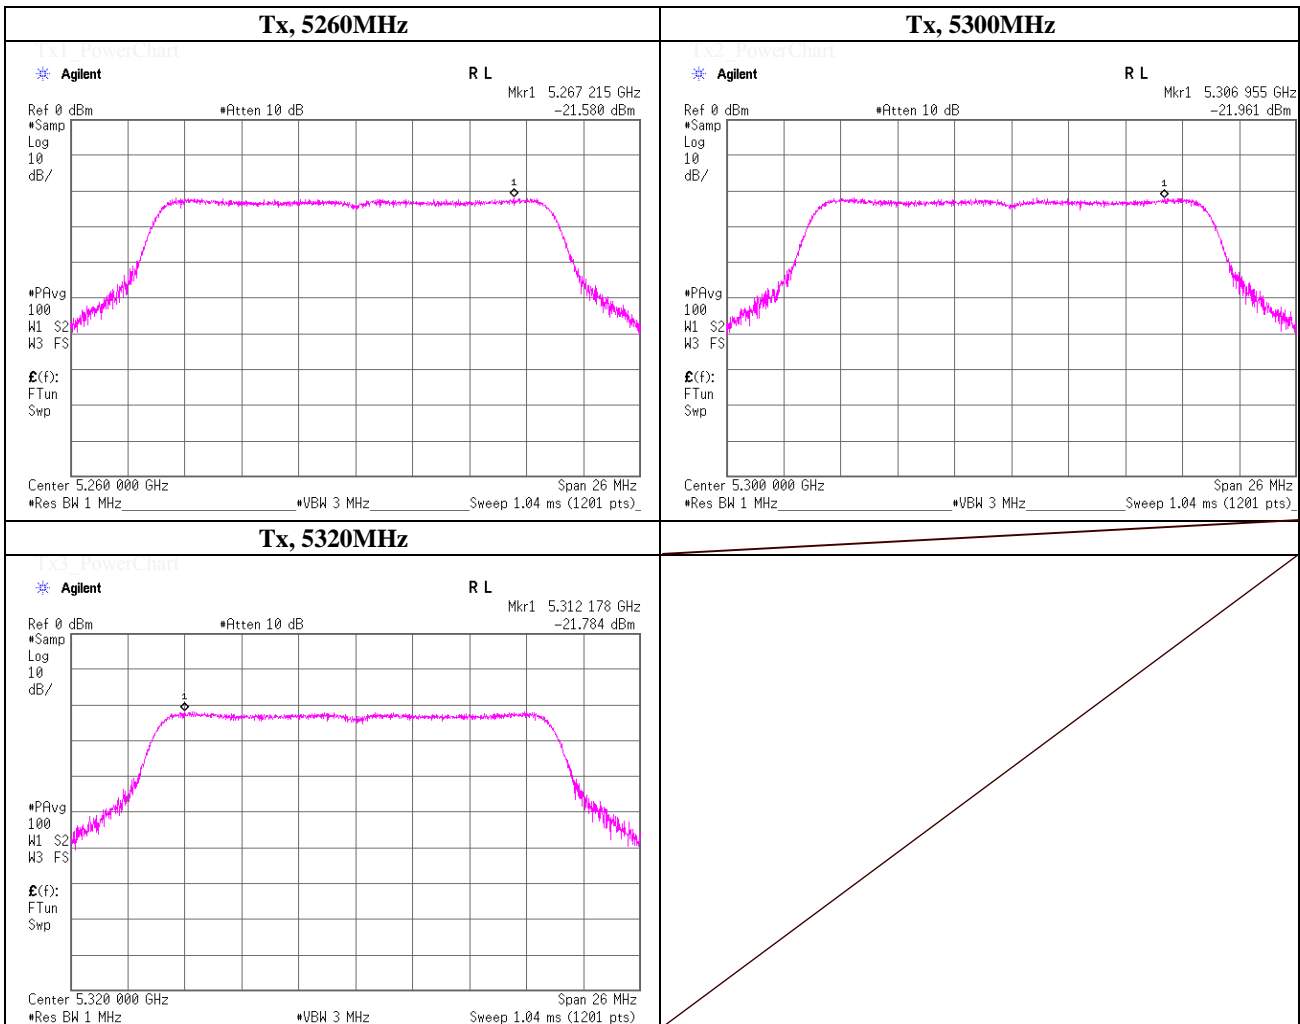 Tx, 5260MHz
Tx1_PowerChart
Agilent
R L
Mkr1 5.267 215 GHz
Ref 0 dBm #Atten 10 dB -21.580 dBm
#Samp
Log
10
dB/
1
#PAvg
100
W1 S2
W3 FS
£(f):
FTun
Swp
Center 5.260 000 GHz Span 26 MHz
#Res BW 1 MHz #VBW 3 MHz Sweep 1.04 ms (1201 pts)
Tx, 5300MHz
Tx2_PowerChart
Agilent
R L
Mkr1 5.306 955 GHz
Ref 0 dBm #Atten 10 dB -21.961 dBm
#Samp
Log
10
dB/
1
#PAvg
100
W1 S2
W3 FS
£(f):
FTun
Swp
Center 5.300 000 GHz Span 26 MHz
#Res BW 1 MHz #VBW 3 MHz Sweep 1.04 ms (1201 pts)
Tx, 5320MHz
Tx3_PowerChart
Agilent
R L
Mkr1 5.312 178 GHz
Ref 0 dBm #Atten 10 dB -21.784 dBm
#Samp
Log
10
dB/
1
#PAvg
100
W1 S2
W3 FS
£(f):
FTun
Swp
Center 5.320 000 GHz Span 26 MHz
#Res BW 1 MHz #VBW 3 MHz Sweep 1.04 ms (1201 pts)